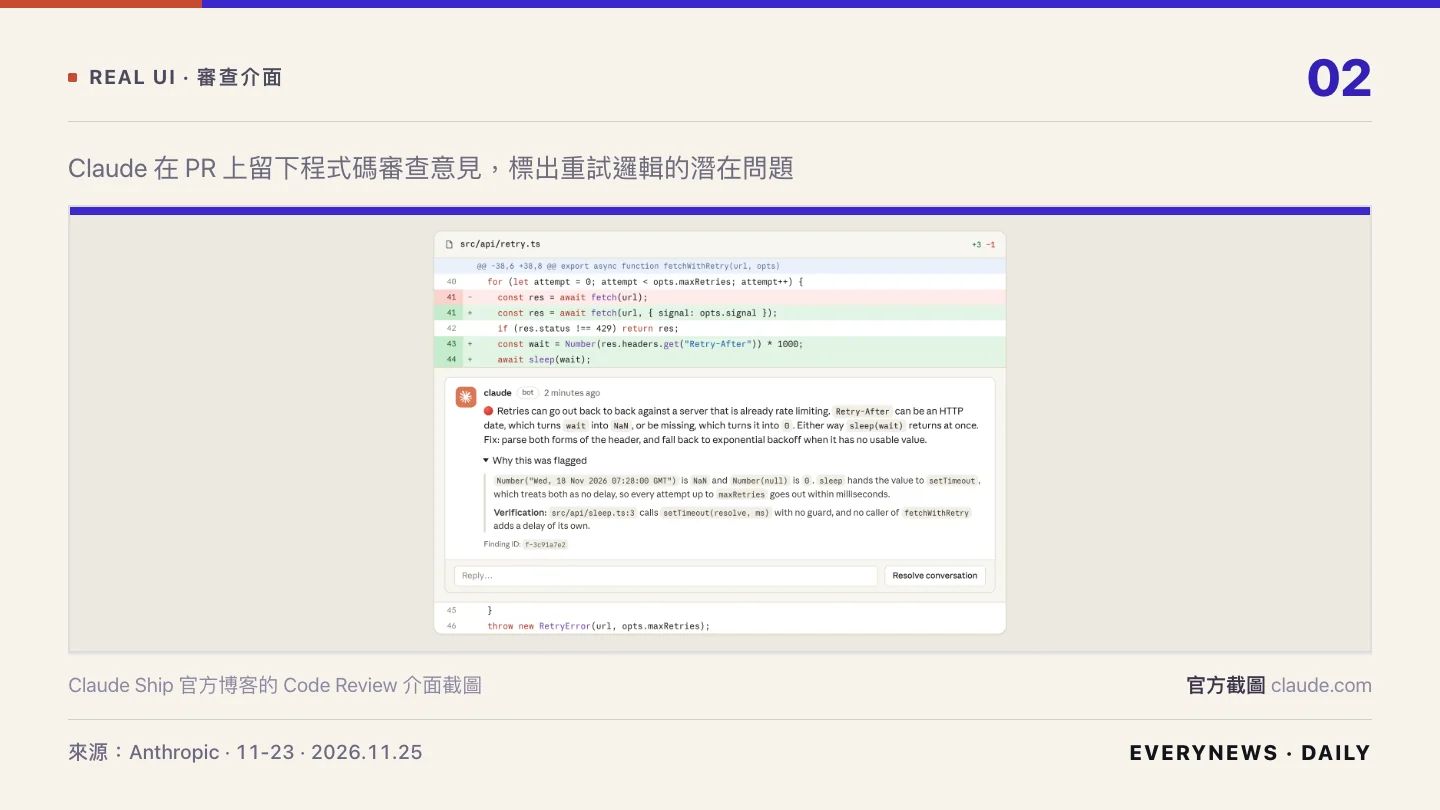 REAL UI · 審查介面
02
Claude 在 PR 上留下程式碼審查意見，標出重試邏輯的潛在問題
src/api/retry.ts
+3 −1
@@ -38,6 +38,8 @@ export async function fetchWithRetry(url, opts)
40 for (let attempt = 0; attempt < opts.maxRetries; attempt++) {
41 - const res = await fetch(url);
41 + const res = await fetch(url, { signal: opts.signal });
42 if (res.status !== 429) return res;
43 + const wait = Number(res.headers.get("Retry-After")) * 1000;
44 + await sleep(wait);
claude bot 2 minutes ago
Retries can go out back to back against a server that is already rate limiting. Retry-After can be an HTTP
date, which turns wait into NaN, or be missing, which turns it into 0. Either way sleep(wait) returns at once.
Fix: parse both forms of the header, and fall back to exponential backoff when it has no usable value.
▾ Why this was flagged
Number("Wed, 18 Nov 2026 07:28:00 GMT") is NaN and Number(null) is 0. sleep hands the value to setTimeout,
which treats both as no delay, so every attempt up to maxRetries goes out within milliseconds.
Verification: src/api/sleep.ts:3 calls setTimeout(resolve, ms) with no guard, and no caller of fetchWithRetry
adds a delay of its own.
Finding ID: f-3c91a7e2
Reply...
Resolve conversation
45 }
46 throw new RetryError(url, opts.maxRetries);
Claude Ship 官方博客的 Code Review 介面截圖
官方截圖 claude.com
來源：Anthropic · 11-23 · 2026.11.25
EVERYNEWS · DAILY